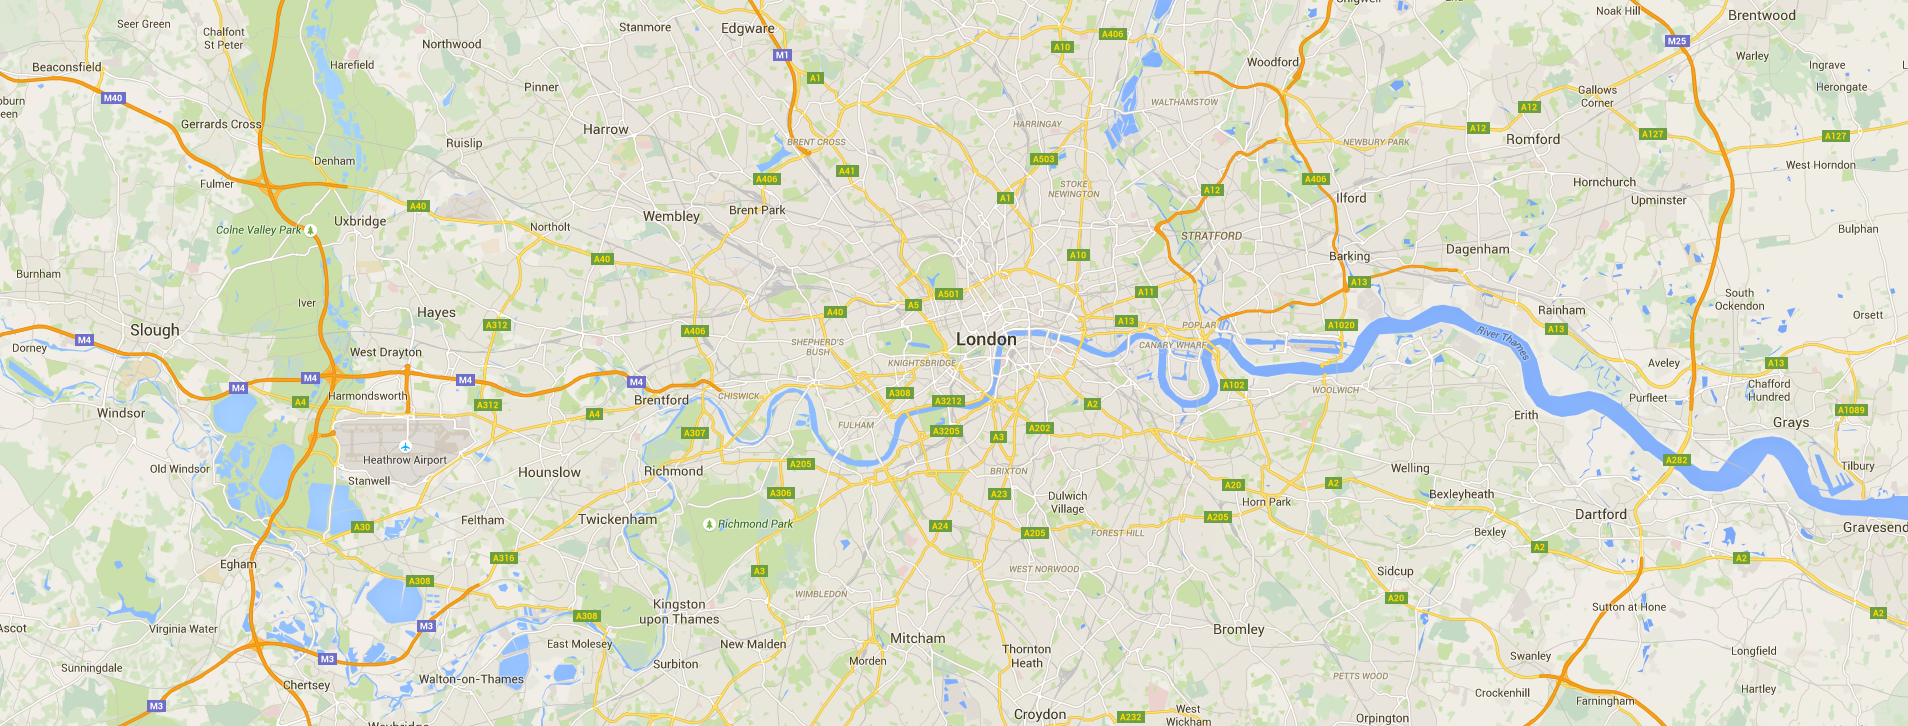 Seer Green
Chalfont
St Peter
Stanmore
Edgware
A10
A406
Chigwell
Noak Hill
Brentwood
Northwood
M1
M25
Warley
Beaconsfield
Harefield
A1
Woodford
Ingrave
Herongate
M40
Pinner
WALTHAMSTOW
Gallows
Corner
A12
Gerrards Cross
Harrow
HARRINGAY
A12
Romford
A127
A127
Ruislip
BRENT CROSS
NEWBURY PARK
Denham
A503
West Horndon
Fulmer
A406
A41
STOKE
NEWINGTON
A12
A406
Hornchurch
A40
A1
Ilford
Upminster
Uxbridge
Wembley
Brent Park
Colne Valley Park
Northolt
STRATFORD
Bulphan
A40
A10
Barking
Dagenham
Burnham
A501
A11
A13
South
Ockendon
Iver
Hayes
A5
A40
Rainham
Orsett
Slough
A312
A406
A13
POPLAR
A1020
A13
M4
London
River Thames
Dorney
West Drayton
SHEPHERD'S
BUSH
KNIGHTSBRIDGE
CANARY WHARF
Aveley
A13
M4
M4
M4
M4
A102
WOOLWICH
Chafford
Hundred
Windsor
A4
Harmondsworth
A312
A4
Brentford
CHISWICK
A308
A3212
A2
Purfleet
A1089
Erith
Grays
A307
FULHAM
A3205
A3
A202
Old Windsor
Heathrow Airport
Hounslow
Richmond
A205
BRIXTON
Welling
A282
Tilbury
Stanwell
A306
A23
Dulwich
Village
A20
A2
Horn Park
Bexleyheath
A30
Feltham
Twickenham
Richmond Park
A24
A205
FOREST HILL
A205
Bexley
Dartford
Gravesend
Egham
A316
A3
WEST NORWOOD
A2
A2
Sidcup
A308
A308
WIMBLEDON
A20
Sutton at Hone
A2
Ascot
Virginia Water
M3
Kingston
upon Thames
New Malden
Mitcham
Bromley
East Molesey
Thornton
Heath
Longfield
Sunningdale
M3
Walton-on-Thames
Surbiton
Morden
Swanley
Chertsey
PETTS WOOD
Crockenhill
Hartley
M3
Croydon
A232
West
Wickham
Orpington
Farningham